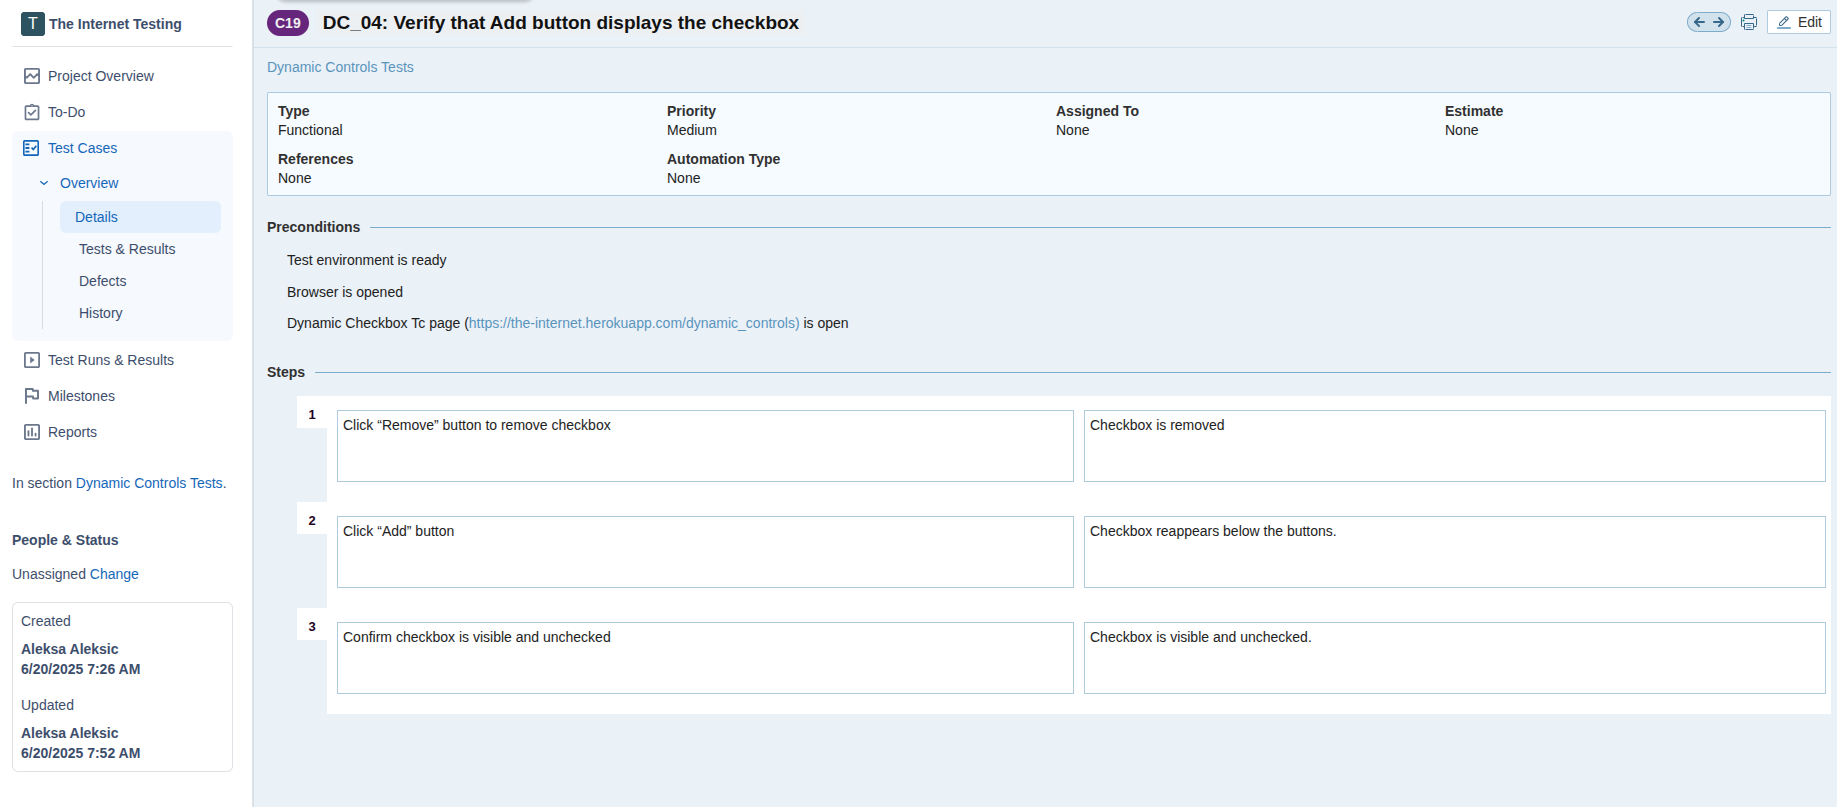 T The Internet Testing
Project Overview
To-Do
Test Cases
Overview
Details
Tests & Results
Defects
History
Test Runs & Results
Milestones
Reports
In section Dynamic Controls Tests.
People & Status
Unassigned Change
Created
Aleksa Aleksic
6/20/2025 7:26 AM
Updated
Aleksa Aleksic
6/20/2025 7:52 AM
C19 DC_04: Verify that Add button displays the checkbox
Edit
Dynamic Controls Tests
Type Priority Assigned To Estimate
Functional Medium None None
References Automation Type
None None
Preconditions
Test environment is ready
Browser is opened
Dynamic Checkbox Tc page (https://the-internet.herokuapp.com/dynamic_controls) is open
Steps
1 Click “Remove” button to remove checkbox Checkbox is removed
2 Click “Add” button Checkbox reappears below the buttons.
3 Confirm checkbox is visible and unchecked Checkbox is visible and unchecked.